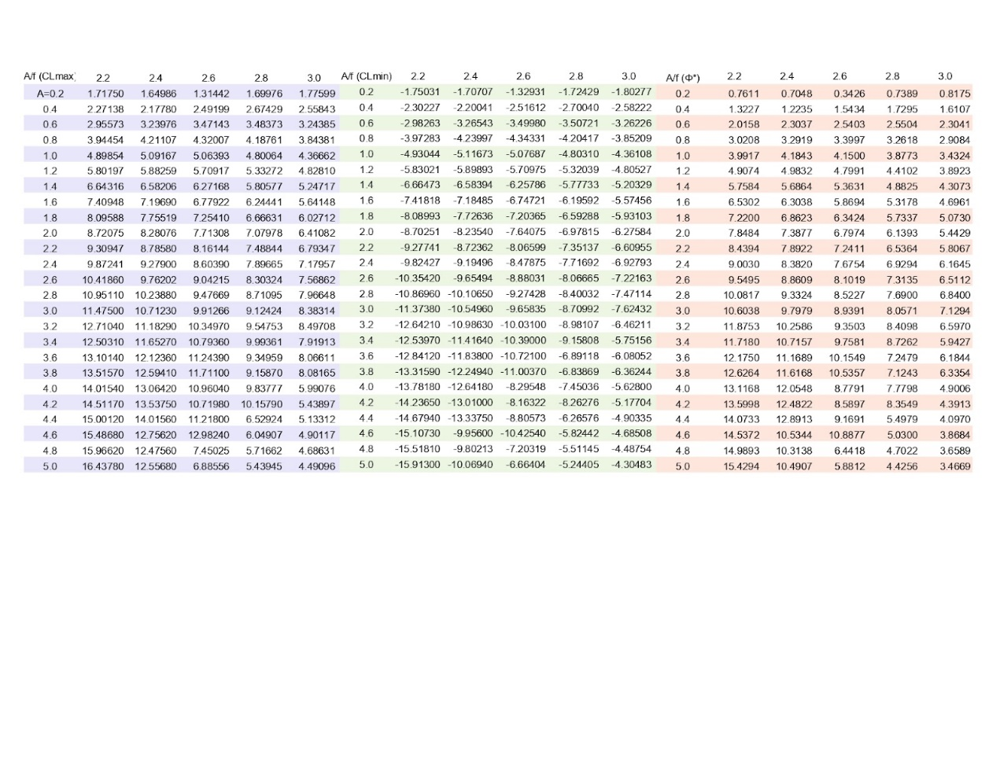 A/f (CLmax) 2.2 2.4 2.6 2.8 3.0 A/f (CLmin) 2.2 2.4 2.6 2.8 3.0 A/f (Φ*) 2.2 2.4 2.6 2.8 3.0
A=0.2 1.71750 1.64986 1.31442 1.69976 1.77599 0.2 -1.75031 -1.70707 -1.32931 -1.72429 -1.80277 0.2 0.7611 0.7048 0.3426 0.7389 0.8175
0.4 2.27138 2.17780 2.49199 2.67429 2.55843 0.4 -2.30227 -2.20041 -2.51612 -2.70040 -2.58222 0.4 1.3227 1.2235 1.5434 1.7295 1.6107
0.6 2.95573 3.23976 3.47143 3.48373 3.24385 0.6 -2.98263 -3.26543 -3.49980 -3.50721 -3.26226 0.6 2.0158 2.3037 2.5403 2.5504 2.3041
0.8 3.94454 4.21107 4.32007 4.18761 3.84381 0.8 -3.97283 -4.23997 -4.34331 -4.20417 -3.85209 0.8 3.0208 3.2919 3.3997 3.2618 2.9084
1.0 4.89854 5.09167 5.06393 4.80064 4.36662 1.0 -4.93044 -5.11673 -5.07687 -4.80310 -4.36108 1.0 3.9917 4.1843 4.1500 3.8773 3.4324
1.2 5.80197 5.88259 5.70917 5.33272 4.82810 1.2 -5.83021 -5.89893 -5.70975 -5.32039 -4.80527 1.2 4.9074 4.9832 4.7991 4.4102 3.8923
1.4 6.64316 6.58206 6.27168 5.80577 5.24717 1.4 -6.66473 -6.58394 -6.25786 -5.77733 -5.20329 1.4 5.7584 5.6864 5.3631 4.8825 4.3073
1.6 7.40948 7.19690 6.77922 6.24441 5.64148 1.6 -7.41818 -7.18485 -6.74721 -6.19592 -5.57456 1.6 6.5302 6.3038 5.8694 5.3178 4.6961
1.8 8.09588 7.75519 7.25410 6.66631 6.02712 1.8 -8.08993 -7.72636 -7.20365 -6.59288 -5.93103 1.8 7.2200 6.8623 6.3424 5.7337 5.0730
2.0 8.72075 8.28076 7.71308 7.07978 6.41082 2.0 -8.70251 -8.23540 -7.64075 -6.97815 -6.27584 2.0 7.8484 7.3877 6.7974 6.1393 5.4429
2.2 9.30947 8.78580 8.16144 7.48844 6.79347 2.2 -9.27741 -8.72362 -8.06599 -7.35137 -6.60955 2.2 8.4394 7.8922 7.2411 6.5364 5.8067
2.4 9.87241 9.27900 8.60390 7.89665 7.17957 2.4 -9.82427 -9.19496 -8.47875 -7.71692 -6.92793 2.4 9.0030 8.3820 7.6754 6.9294 6.1645
2.6 10.41860 9.76202 9.04215 8.30324 7.56862 2.6 -10.35420 -9.65494 -8.88031 -8.06665 -7.22163 2.6 9.5495 8.8609 8.1019 7.3135 6.5112
2.8 10.95110 10.23880 9.47669 8.71095 7.96648 2.8 -10.86960 -10.10650 -9.27428 -8.40032 -7.47114 2.8 10.0817 9.3324 8.5227 7.6900 6.8400
3.0 11.47500 10.71230 9.91266 9.12424 8.38314 3.0 -11.37380 -10.54960 -9.65835 -8.70992 -7.62432 3.0 10.6038 9.7979 8.9391 8.0571 7.1294
3.2 12.71040 11.18290 10.34970 9.54753 8.49708 3.2 -12.64210 -10.98630 -10.03100 -8.98107 -6.46211 3.2 11.8753 10.2586 9.3503 8.4098 6.5970
3.4 12.50310 11.65270 10.79360 9.99361 7.91913 3.4 -12.53970 -11.41640 -10.39000 -9.15808 -5.75156 3.4 11.7180 10.7157 9.7581 8.7262 5.9427
3.6 13.10140 12.12360 11.24390 9.34959 8.06611 3.6 -12.84120 -11.83800 -10.72100 -6.89118 -6.08052 3.6 12.1750 11.1689 10.1549 7.2479 6.1844
3.8 13.51570 12.59410 11.71100 9.15870 8.08165 3.8 -13.31590 -12.24940 -11.00370 -6.83869 -6.36244 3.8 12.6264 11.6168 10.5357 7.1243 6.3354
4.0 14.01540 13.06420 10.96040 9.83777 5.99076 4.0 -13.78180 -12.64180 -8.29548 -7.45036 -5.62800 4.0 13.1168 12.0548 8.7791 7.7798 4.9006
4.2 14.51170 13.53750 10.71980 10.15790 5.43897 4.2 -14.23650 -13.01000 -8.16322 -8.26276 -5.17704 4.2 13.5998 12.4822 8.5897 8.3549 4.3913
4.4 15.00120 14.01560 11.21800 6.52924 5.13312 4.4 -14.67940 -13.33750 -8.80573 -6.26576 -4.90335 4.4 14.0733 12.8913 9.1691 5.4979 4.0970
4.6 15.48680 12.75620 12.98240 6.04907 4.90117 4.6 -15.10730 -9.95600 -10.42540 -5.82442 -4.68508 4.6 14.5372 10.5344 10.8877 5.0300 3.8684
4.8 15.96620 12.47560 7.45025 5.71662 4.68631 4.8 -15.51810 -9.80213 -7.20319 -5.51145 -4.48754 4.8 14.9893 10.3138 6.4418 4.7022 3.6589
5.0 16.43780 12.55680 6.88556 5.43945 4.49096 5.0 -15.91300 -10.06940 -6.66404 -5.24405 -4.30483 5.0 15.4294 10.4907 5.8812 4.4256 3.4669